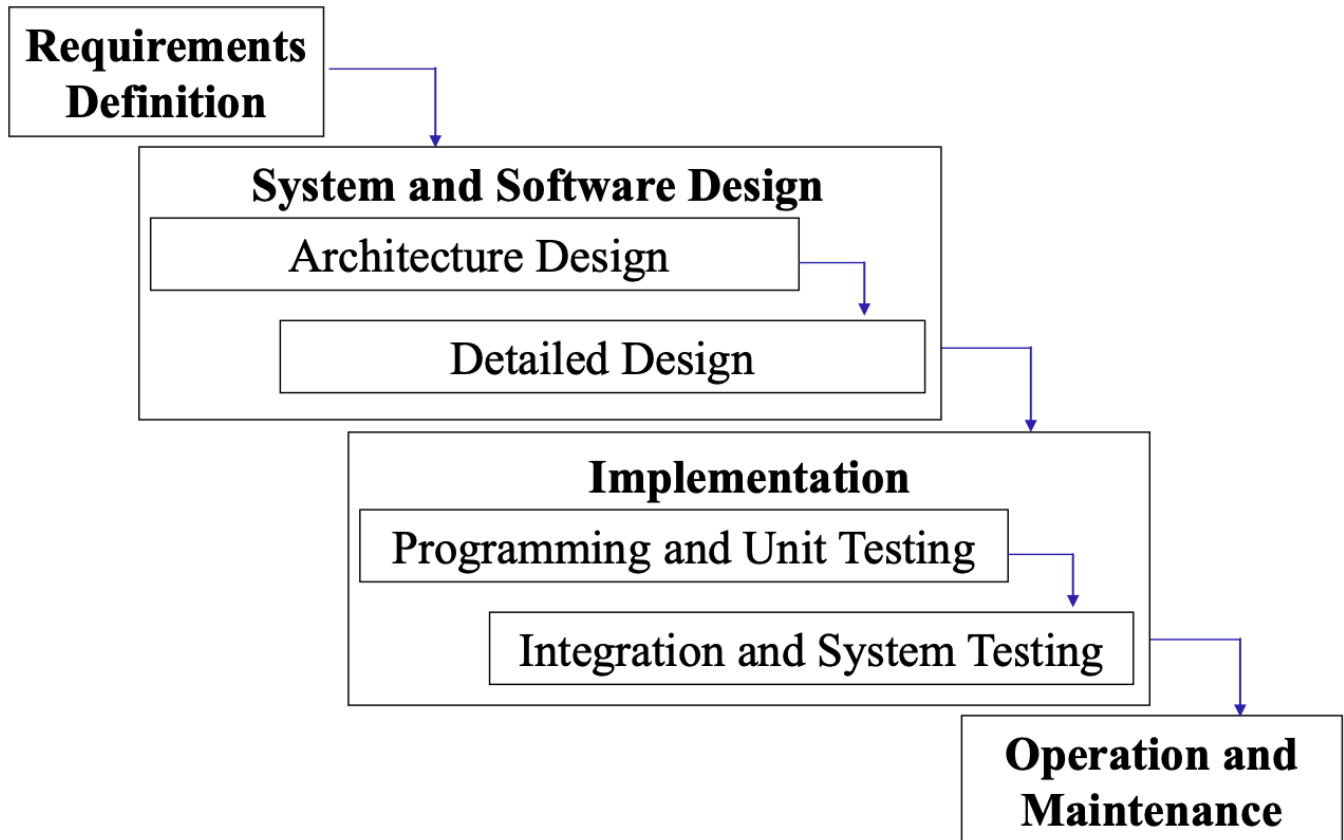 Requirements
Definition
System and Software Design
Architecture Design
Detailed Design
Implementation
Programming and Unit Testing
Integration and System Testing
Operation and
Maintenance